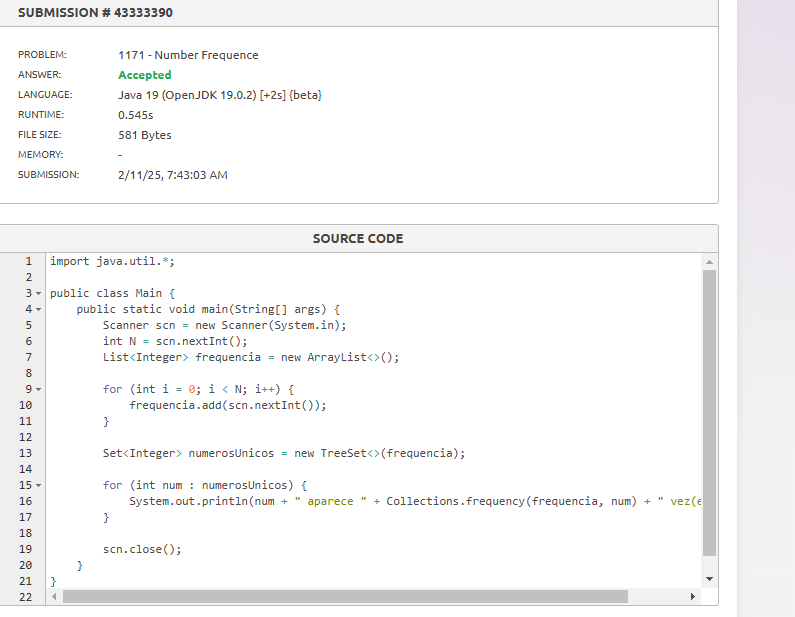 SUBMISSION # 43333390
PROBLEM: 1171 - Number Frequence
ANSWER: Accepted
LANGUAGE: Java 19 (OpenJDK 19.0.2) [+2s] {beta}
RUNTIME: 0.545s
FILE SIZE: 581 Bytes
MEMORY: -
SUBMISSION: 2/11/25, 7:43:03 AM
SOURCE CODE
1 import java.util.*;
2
3 public class Main {
4     public static void main(String[] args) {
5         Scanner scn = new Scanner(System.in);
6         int N = scn.nextInt();
7         List<Integer> frequencia = new ArrayList<>();
8
9         for (int i = 0; i < N; i++) {
10             frequencia.add(scn.nextInt());
11         }
12
13         Set<Integer> numerosUnicos = new TreeSet<>(frequencia);
14
15         for (int num : numerosUnicos) {
16             System.out.println(num + " aparece " + Collections.frequency(frequencia, num) + " vez(e
17         }
18
19         scn.close();
20     }
21 }
22